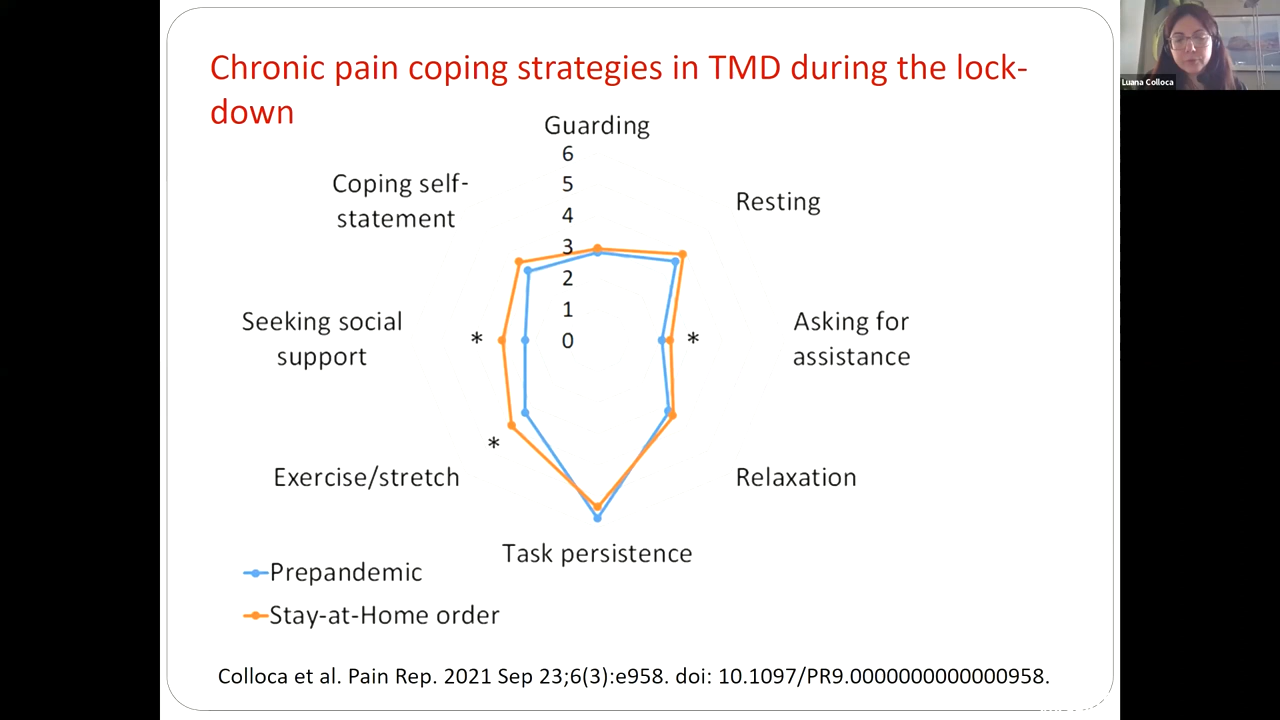 Chronic pain coping strategies in TMD during the lock-
down
Luana Colloca
Guarding
6
5
4
3
2
1
0
Coping self-
statement
Resting
Seeking social
support
*
*
Asking for
assistance
*
Exercise/stretch
Relaxation
Task persistence
Prepandemic
Stay-at-Home order
Colloca et al. Pain Rep. 2021 Sep 23;6(3):e958. doi: 10.1097/PR9.0000000000000958.